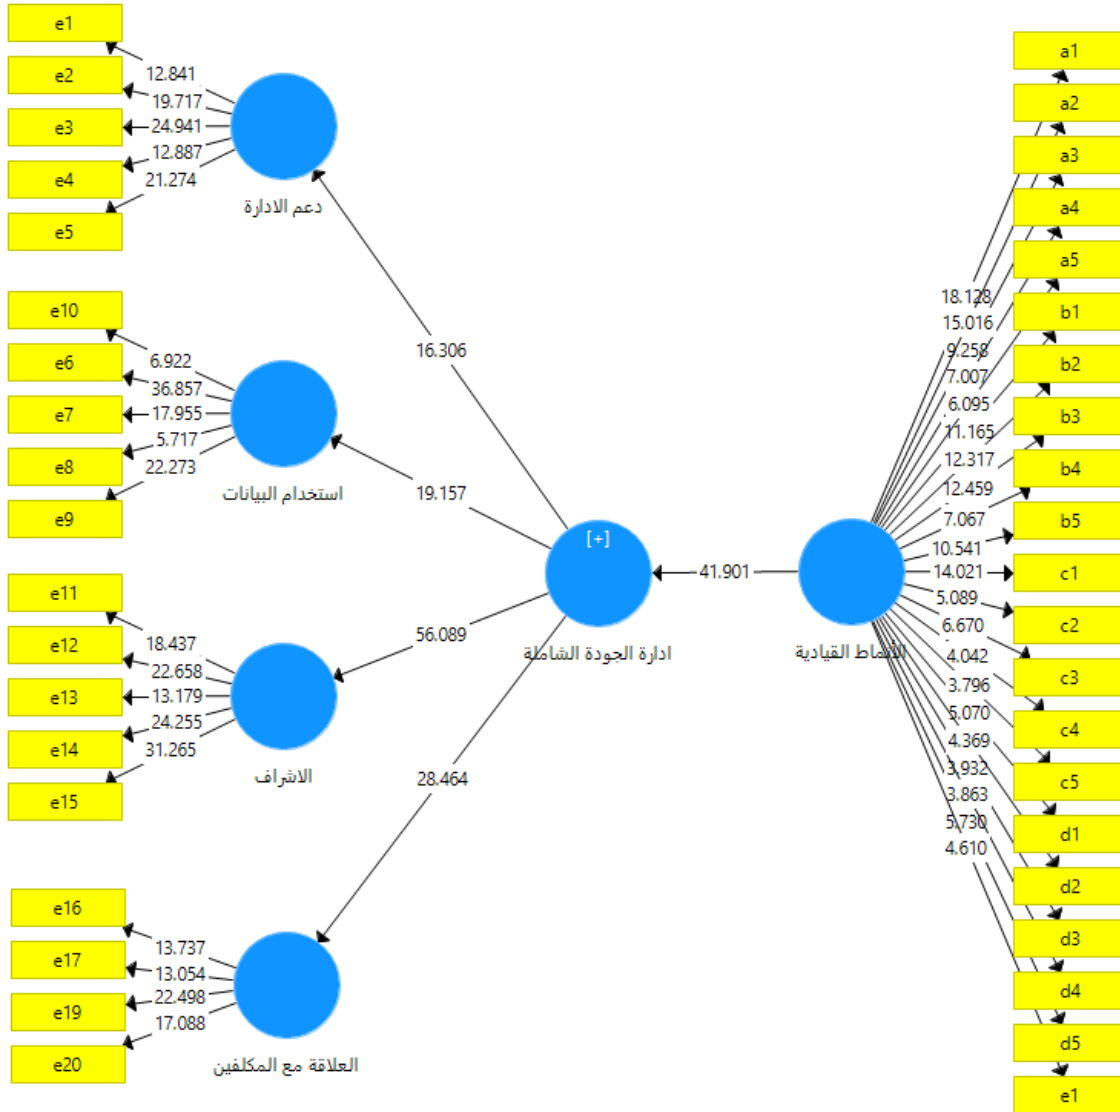 e1
e2
e3
e4
e5
12.841
19.717
24.941
12.887
21.274
دعم الادارة
e10
e6
e7
e8
e9
6.922
36.857
17.955
5.717
22.273
استخدام البيانات
e11
e12
e13
e14
e15
18.437
22.658
13.179
24.255
31.265
الاشراف
e16
e17
e19
e20
13.737
13.054
22.498
17.088
العلاقة مع المكلفين
16.306
19.157
56.089
28.464
[+]
ادارة الجودة الشاملة
41.901
الأنماط القيادية
18.128
15.016
9.258
7.007
6.095
11.165
12.317
12.459
7.067
10.541
14.021
5.089
6.670
4.042
3.796
5.070
4.369
3.932
3.863
5.730
4.610
a1
a2
a3
a4
a5
b1
b2
b3
b4
b5
c1
c2
c3
c4
c5
d1
d2
d3
d4
d5
e1